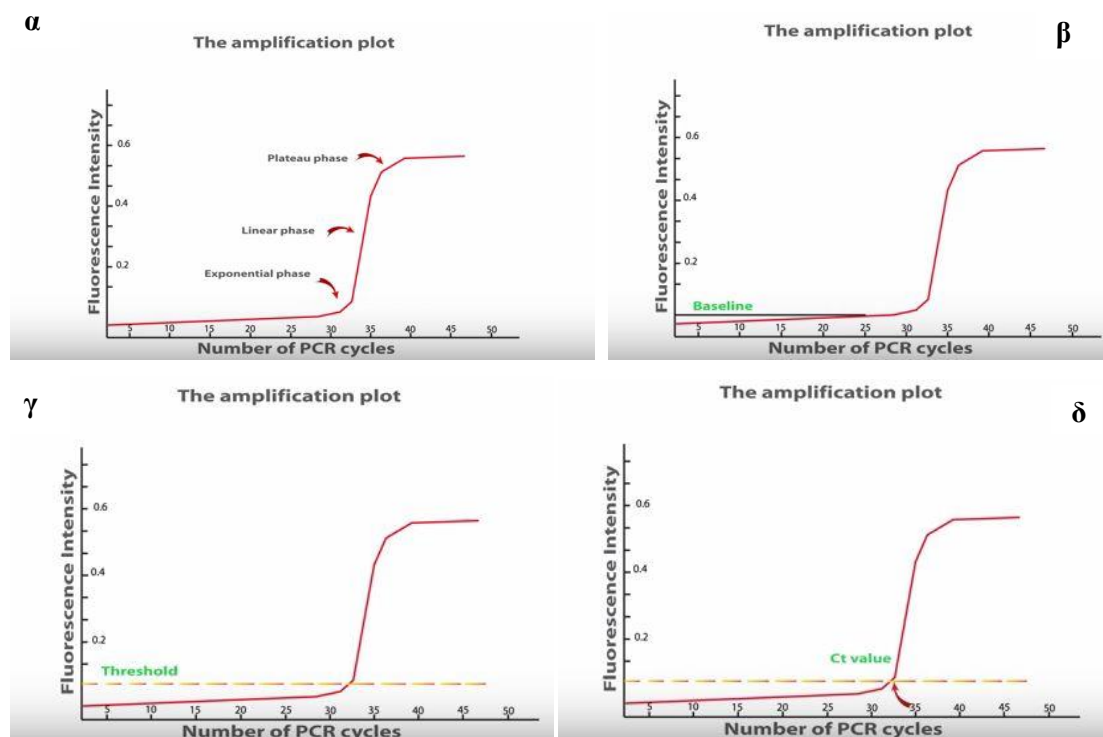 α
The amplification plot
Fluorescence Intensity
0.6
0.4
0.2
Plateau phase
Linear phase
Exponential phase
5 10 15 20 25 30 35 40 45 50
Number of PCR cycles
β
The amplification plot
Fluorescence Intensity
0.6
0.4
0.2
Baseline
5 10 15 20 25 30 35 40 45 50
Number of PCR cycles
γ
The amplification plot
Fluorescence Intensity
0.6
0.4
0.2
Threshold
5 10 15 20 25 30 35 40 45 50
Number of PCR cycles
δ
The amplification plot
Fluorescence Intensity
0.6
0.4
0.2
Ct value
5 10 15 20 25 30 35 40 45 50
Number of PCR cycles